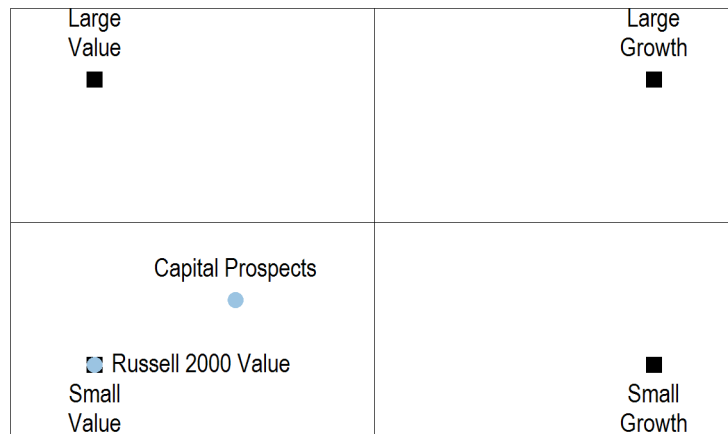 Large
Value
Large
Growth
Capital Prospects
Russell 2000 Value
Small
Value
Small
Growth